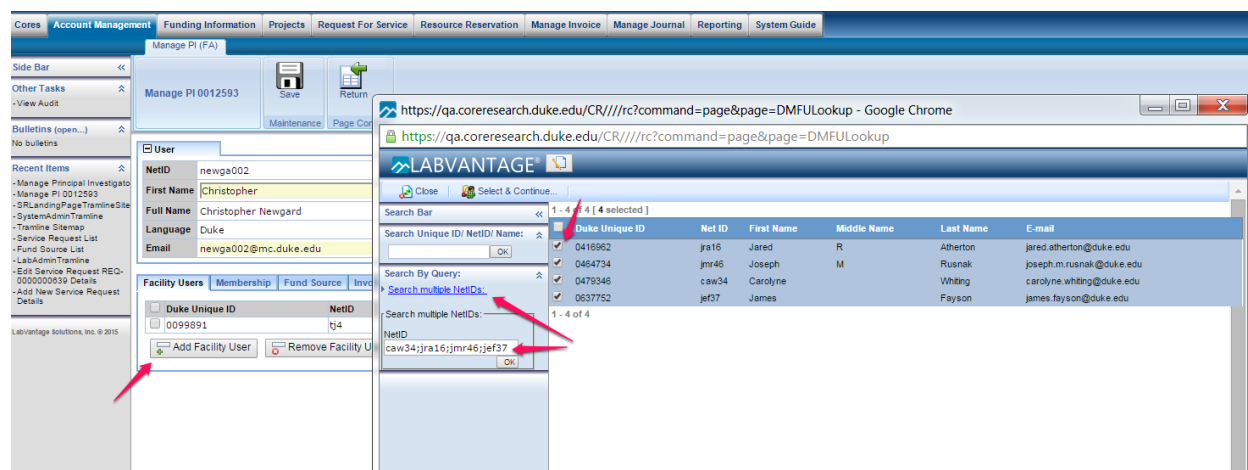 Cores Account Management Funding Information Projects Request For Service Resource Reservation Manage Invoice Manage Journal Reporting System Guide
Manage PI (FA)
Side Bar «
Other Tasks
-View Audit
Bulletins (open...)
No bulletins
Recent Items
-Manage Principal Investigato
-Manage PI 0012593
-SRLandingPageTramlineSite
-SystemAdminTramline
-Tramline Sitemap
-Service Request List
-Fund Source List
-LabAdminTramline
-Edit Service Request REQ-
0000000639 Details
-Add New Service Request
Details
LabVantage Solutions, Inc. © 2015
Manage PI 0012593
Save
Return
Maintenance Page Con
User
NetID newga002
First Name Christopher
Full Name Christopher Newgard
Language Duke
Email newga002@mc.duke.edu
Facility Users Membership Fund Source Invo
Duke Unique ID NetID
0099891 tj4
Add Facility User Remove Facility U
https://qa.coreresearch.duke.edu/CR////rc?command=page&page=DMFULookup - Google Chrome
https://qa.coreresearch.duke.edu/CR////rc?command=page&page=DMFULookup
LABVANTAGE®
Close Select & Continue...
Search Bar «
Search Unique ID/ NetID/ Name:
OK
Search By Query:
Search multiple NetIDs:
Search multiple NetIDs:
NetID
caw34;jra16;jmr46;jef37
OK
1 - 4 of 4 [ 4 selected ]
Duke Unique ID Net ID First Name Middle Name Last Name E-mail
0416962 jra16 Jared R Atherton jared.atherton@duke.edu
0464734 jmr46 Joseph M Rusnak joseph.m.rusnak@duke.edu
0479346 caw34 Carolyne Whiting carolyne.whiting@duke.edu
0637752 jef37 James Fayson james.fayson@duke.edu
1 - 4 of 4